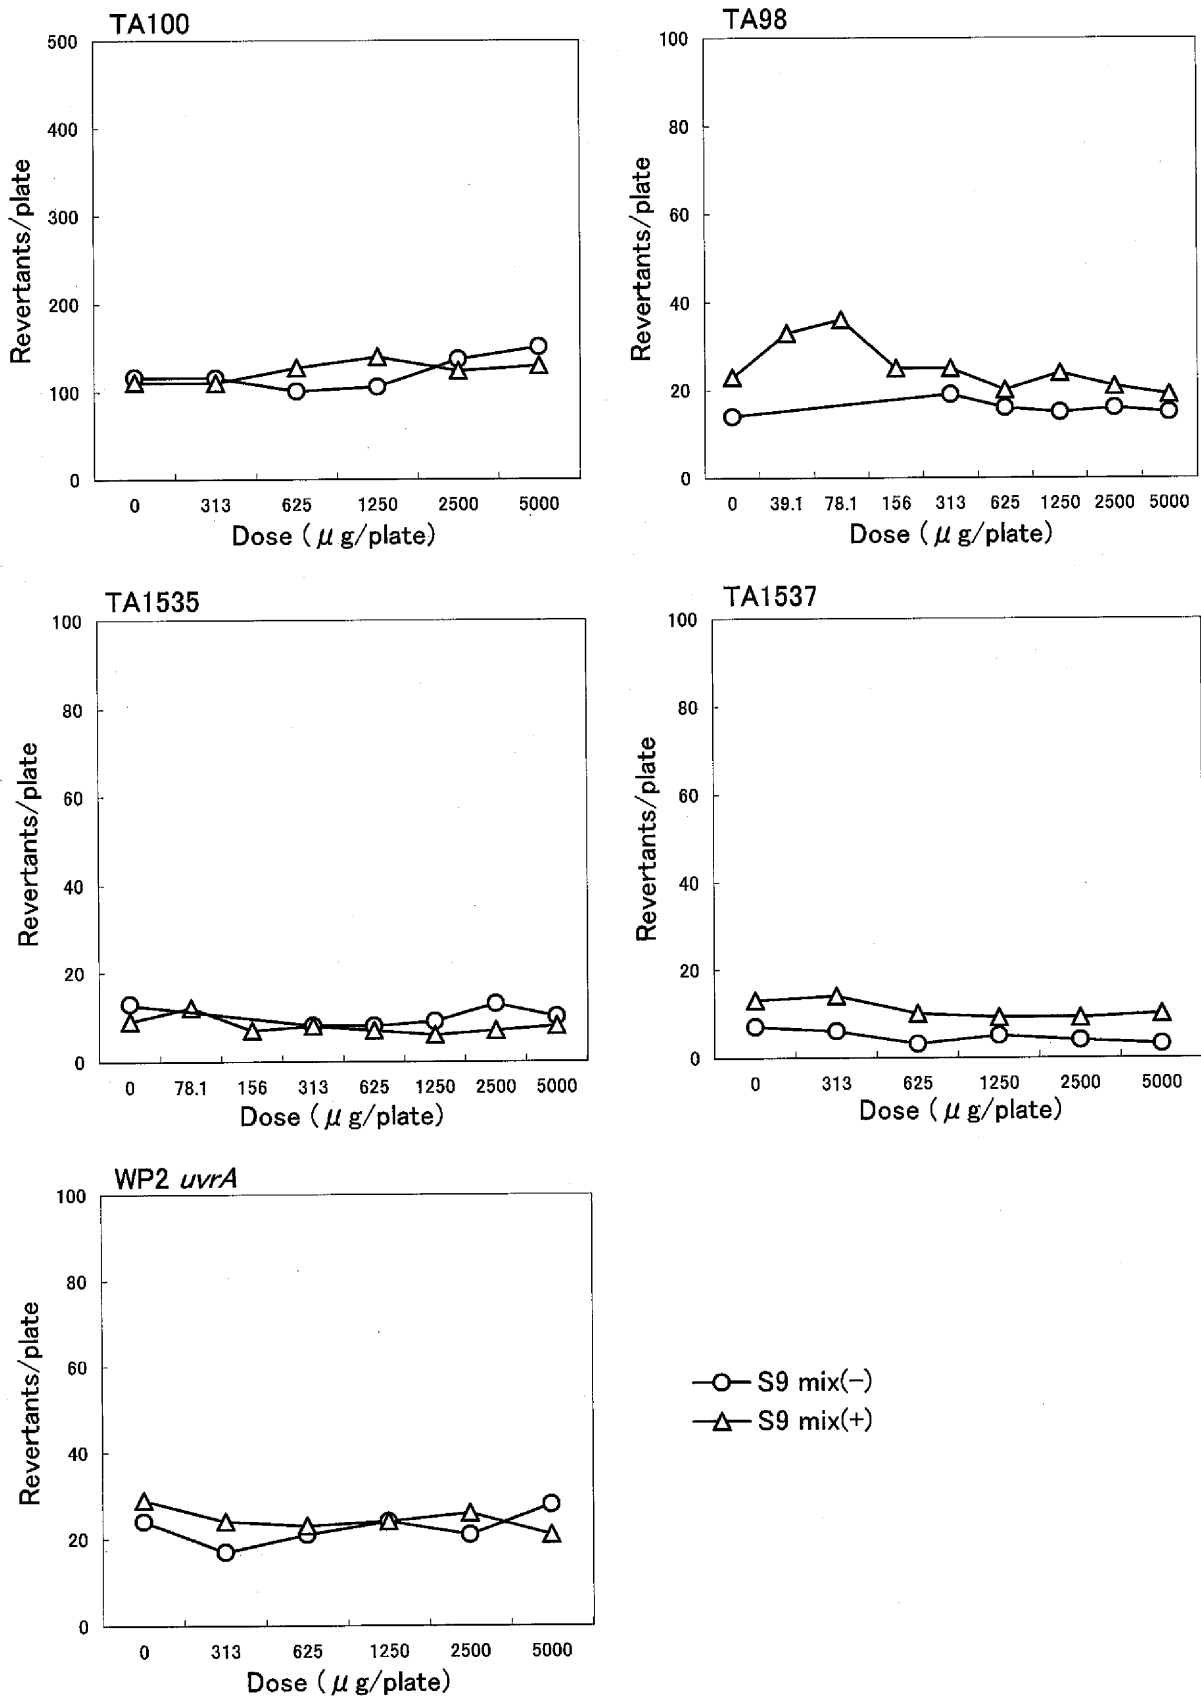 TA100
500
400
300
200
100
0
Revertants/plate
0 313 625 1250 2500 5000
Dose (μg/plate)
TA98
100
80
60
40
20
0
Revertants/plate
0 39.1 78.1 156 313 625 1250 2500 5000
Dose (μg/plate)
TA1535
100
80
60
40
20
0
Revertants/plate
0 78.1 156 313 625 1250 2500 5000
Dose (μg/plate)
TA1537
100
80
60
40
20
0
Revertants/plate
0 313 625 1250 2500 5000
Dose (μg/plate)
WP2 uvrA
100
80
60
40
20
0
Revertants/plate
0 313 625 1250 2500 5000
Dose (μg/plate)
S9 mix(-)
S9 mix(+)